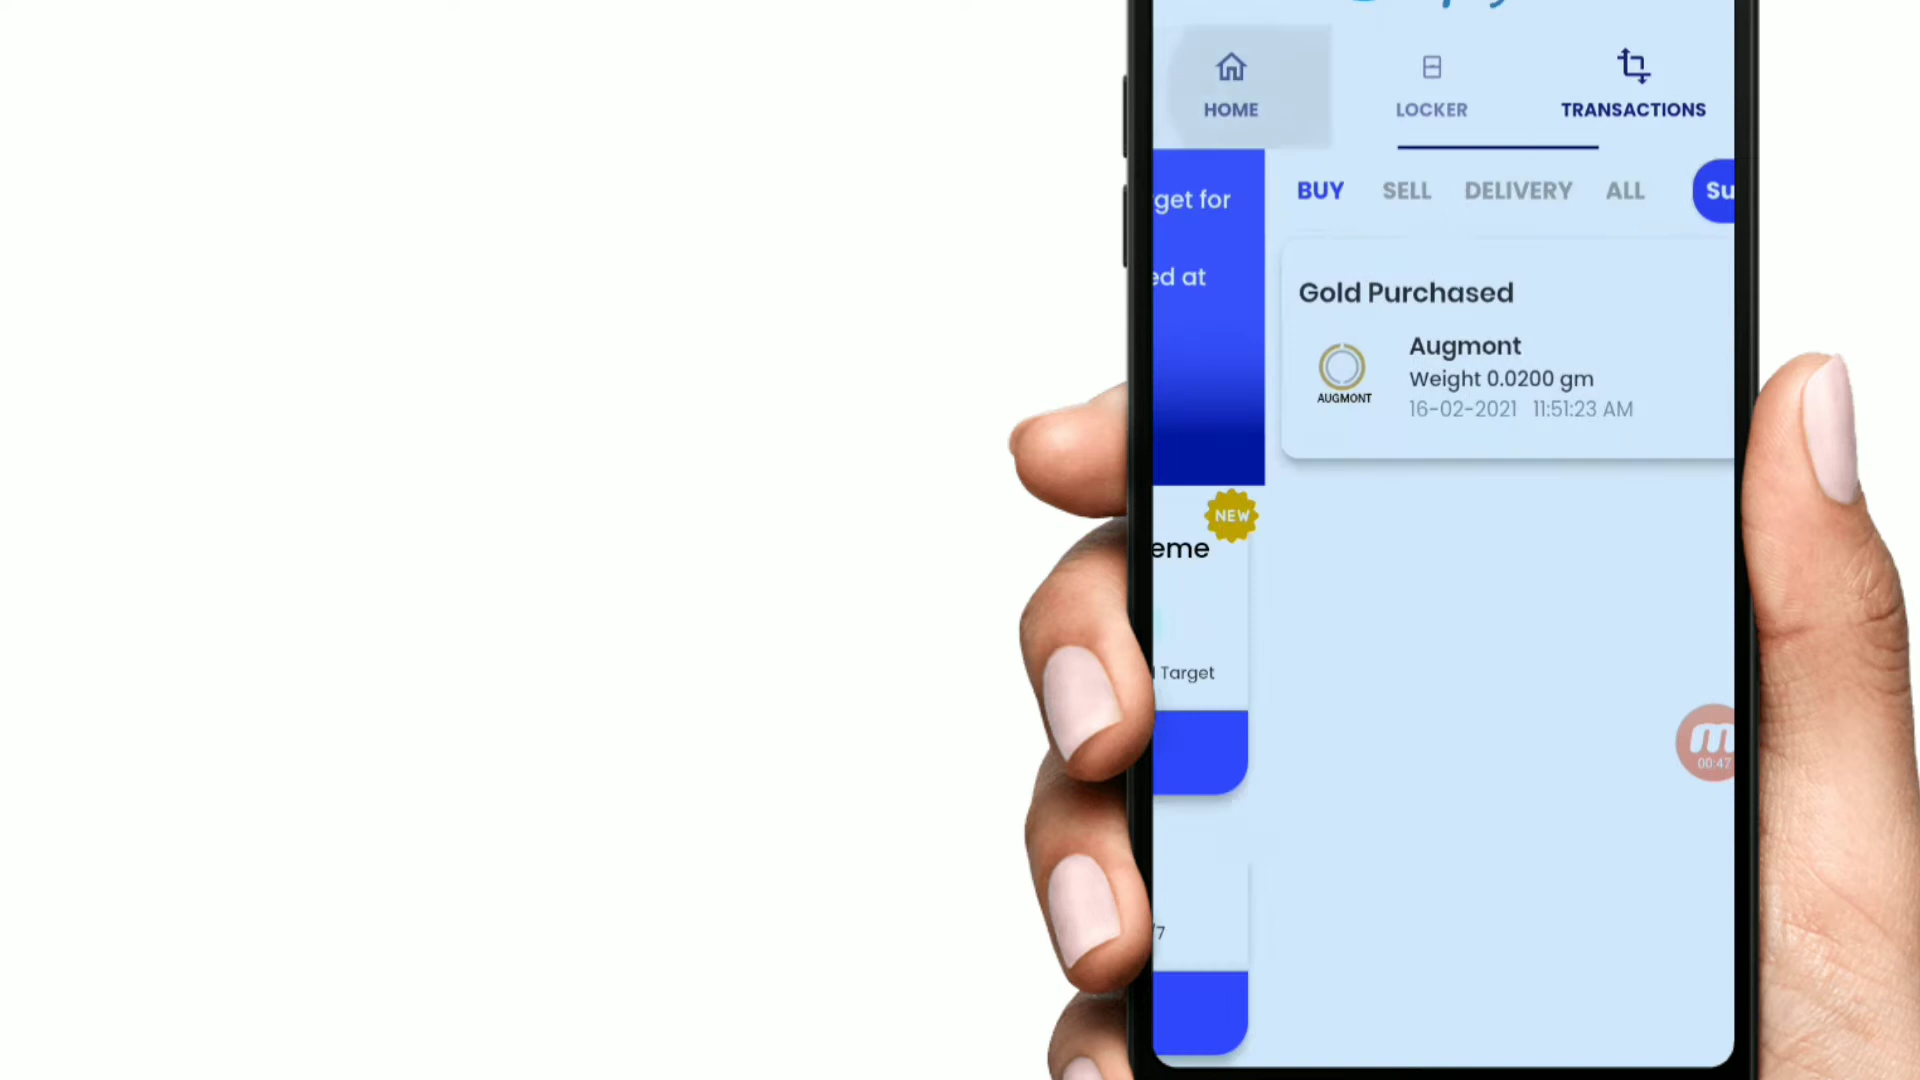 HOME
LOCKER
TRANSACTIONS
get for
ed at
BUY
SELL
DELIVERY
ALL
Su
Gold Purchased
AUGMONT
Augmont
Weight 0.0200 gm
16-02-2021 11:51:23 AM
NEW
eme
Target
00:47
/7